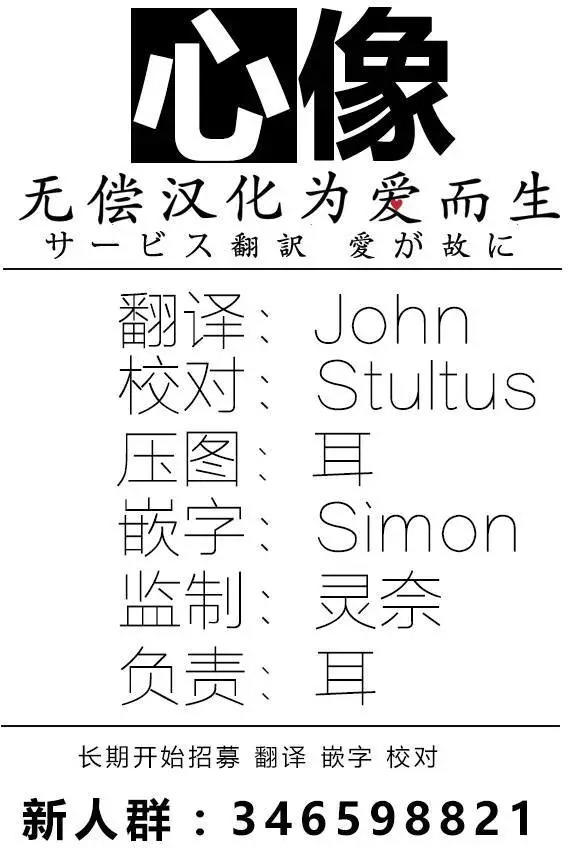 心像
无偿汉化为爱而生
サービス翻訳 愛が故に
翻译： John
校对： Stultus
压图： 耳
嵌字： Simon
监制： 灵奈
负责： 耳
长期开始招募 翻译 嵌字 校对
新人群：346598821